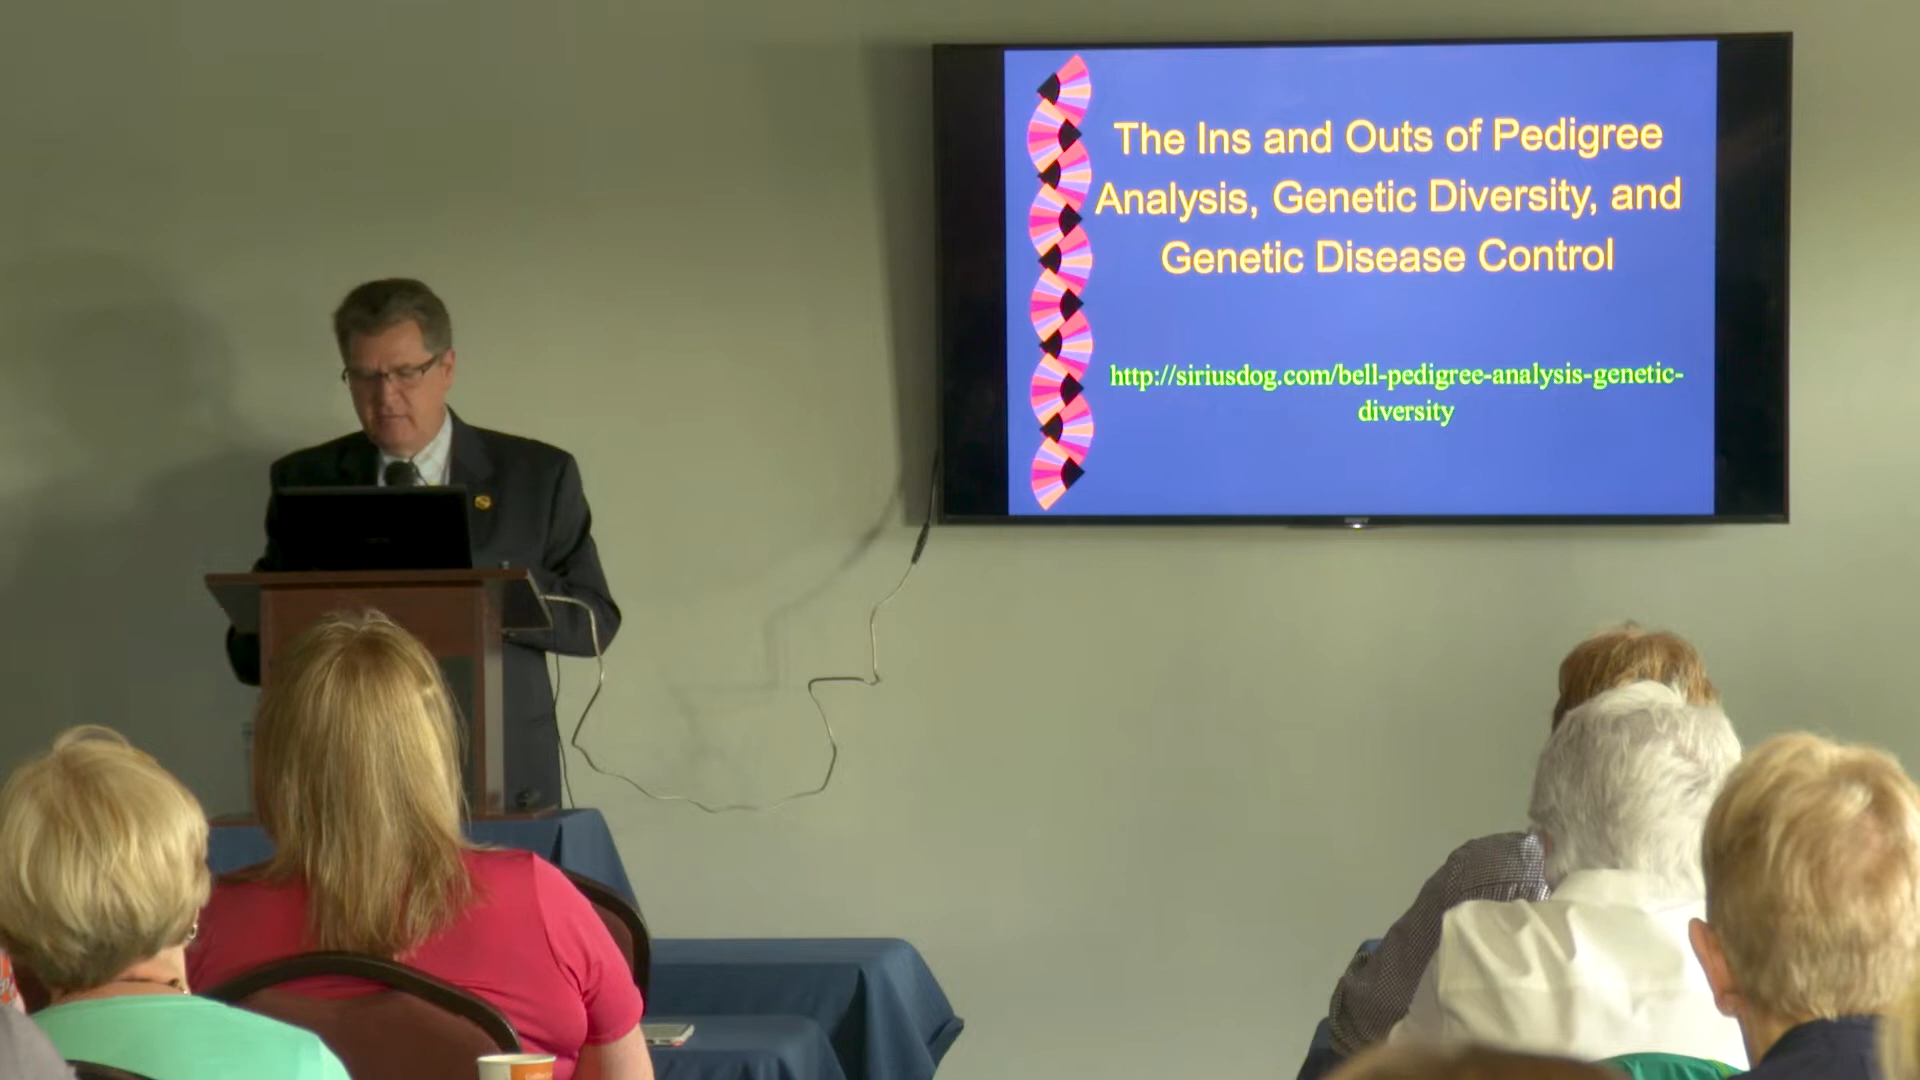 The Ins and Outs of Pedigree
Analysis, Genetic Diversity, and
Genetic Disease Control
http://siriusdog.com/bell-pedigree-analysis-genetic-
diversity